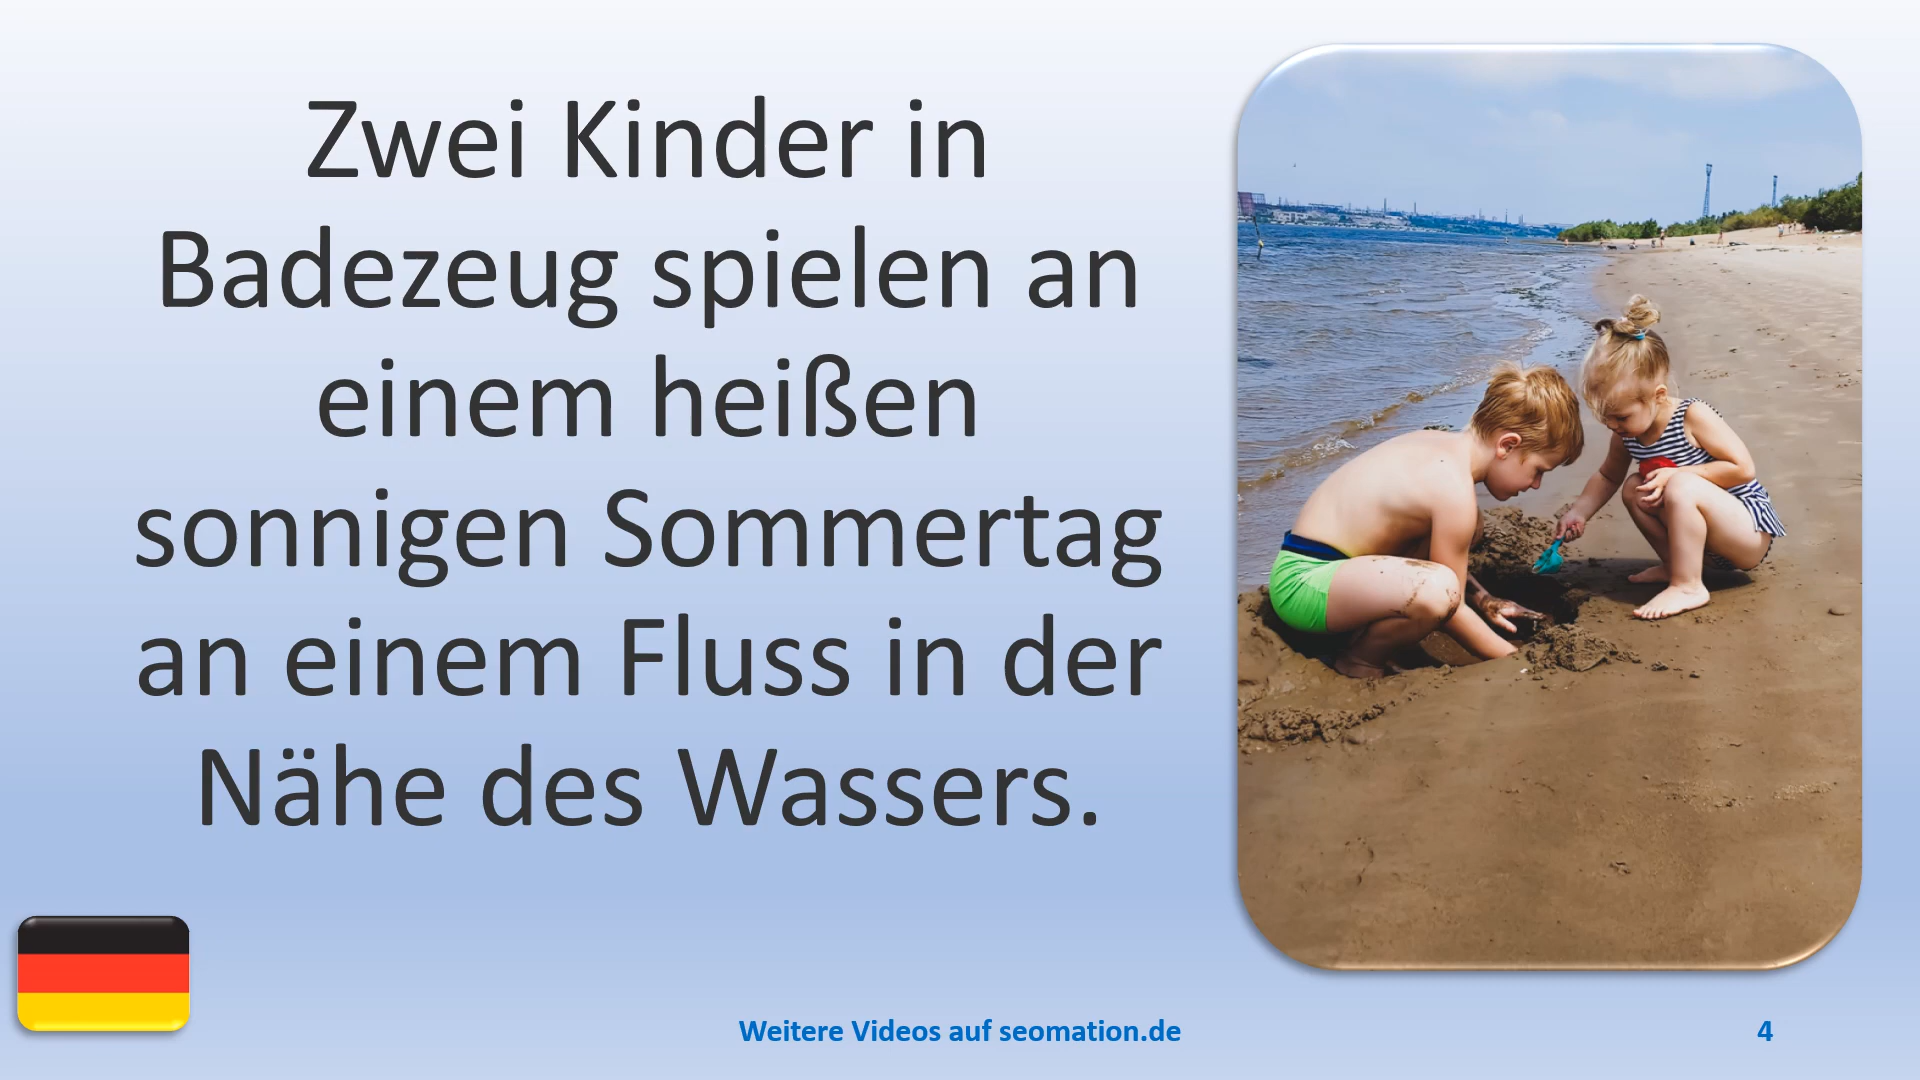 Zwei Kinder in
Badezeug spielen an
einem heißen
sonnigen Sommertag
an einem Fluss in der
Nähe des Wassers.
Weitere Videos auf seomation.de
4